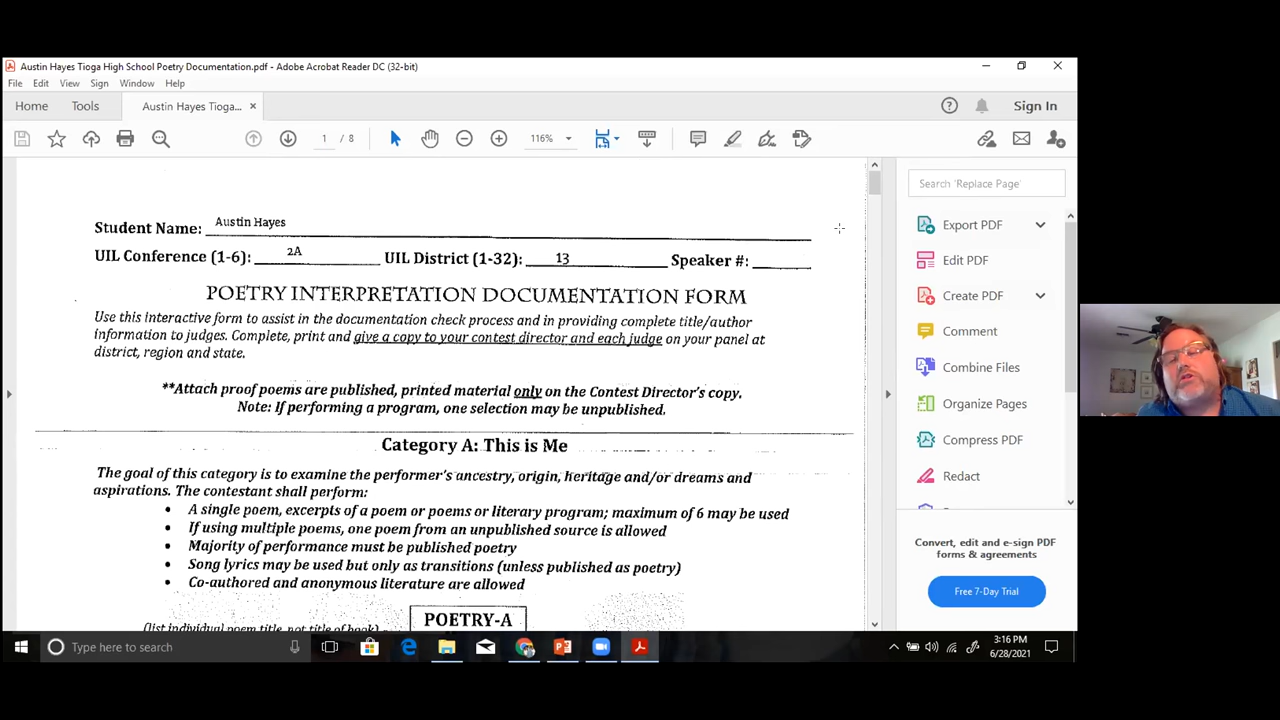 Austin Hayes Tioga High School Poetry Documentation.pdf - Adobe Acrobat Reader DC (32-bit)
File Edit View Sign Window Help
Home Tools Austin Hayes Tioga... × Sign In
1 / 8 116%
Student Name: Austin Hayes
UIL Conference (1-6): 2A UIL District (1-32): 13 Speaker #:
POETRY INTERPRETATION DOCUMENTATION FORM
Use this interactive form to assist in the documentation check process and in providing complete title/author
information to judges. Complete, print and give a copy to your contest director and each judge on your panel at
district, region and state.
**Attach proof poems are published, printed material only on the Contest Director's copy.
Note: If performing a program, one selection may be unpublished.
Category A: This is Me
The goal of this category is to examine the performer's ancestry, origin, heritage and/or dreams and
aspirations. The contestant shall perform:
• A single poem, excerpts of a poem or poems or literary program; maximum of 6 may be used
• If using multiple poems, one poem from an unpublished source is allowed
• Majority of performance must be published poetry
• Song lyrics may be used but only as transitions (unless published as poetry)
• Co-authored and anonymous literature are allowed
POETRY-A
(list individual poem title, not title of book)
Search 'Replace Page'
Export PDF
Edit PDF
Create PDF
Comment
Combine Files
Organize Pages
Compress PDF
Redact
Convert, edit and e-sign PDF
forms & agreements
Free 7-Day Trial
Type here to search
3:16 PM
6/28/2021